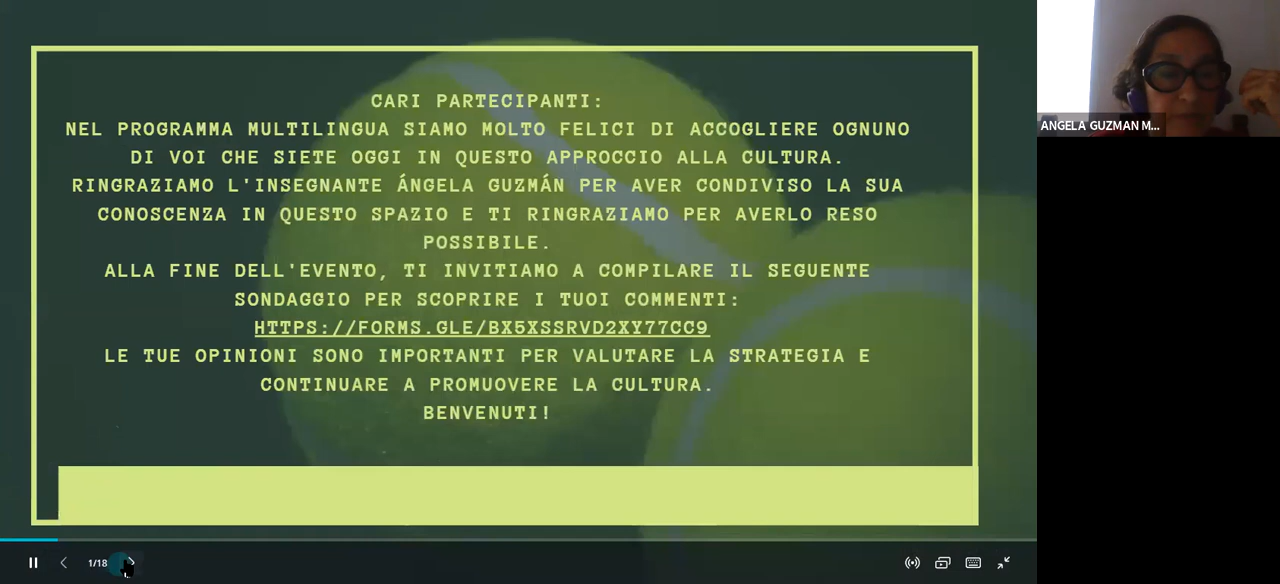 CARI PARTECIPANTI:
NEL PROGRAMMA MULTILINGUA SIAMO MOLTO FELICI DI ACCOGLIERE OGNUNO
DI VOI CHE SIETE OGGI IN QUESTO APPROCCIO ALLA CULTURA.
RINGRAZIAMO L'INSEGNANTE ÁNGELA GUZMÁN PER AVER CONDIVISO LA SUA
CONOSCENZA IN QUESTO SPAZIO E TI RINGRAZIAMO PER AVERLO RESO
POSSIBILE.
ALLA FINE DELL'EVENTO, TI INVITIAMO A COMPILARE IL SEGUENTE
SONDAGGIO PER SCOPRIRE I TUOI COMMENTI:
HTTPS://FORMS.GLE/BX5XSSRVD2XY77CC9
LE TUE OPINIONI SONO IMPORTANTI PER VALUTARE LA STRATEGIA E
CONTINUARE A PROMUOVERE LA CULTURA.
BENVENUTI!
1/18
ANGELA GUZMAN M...